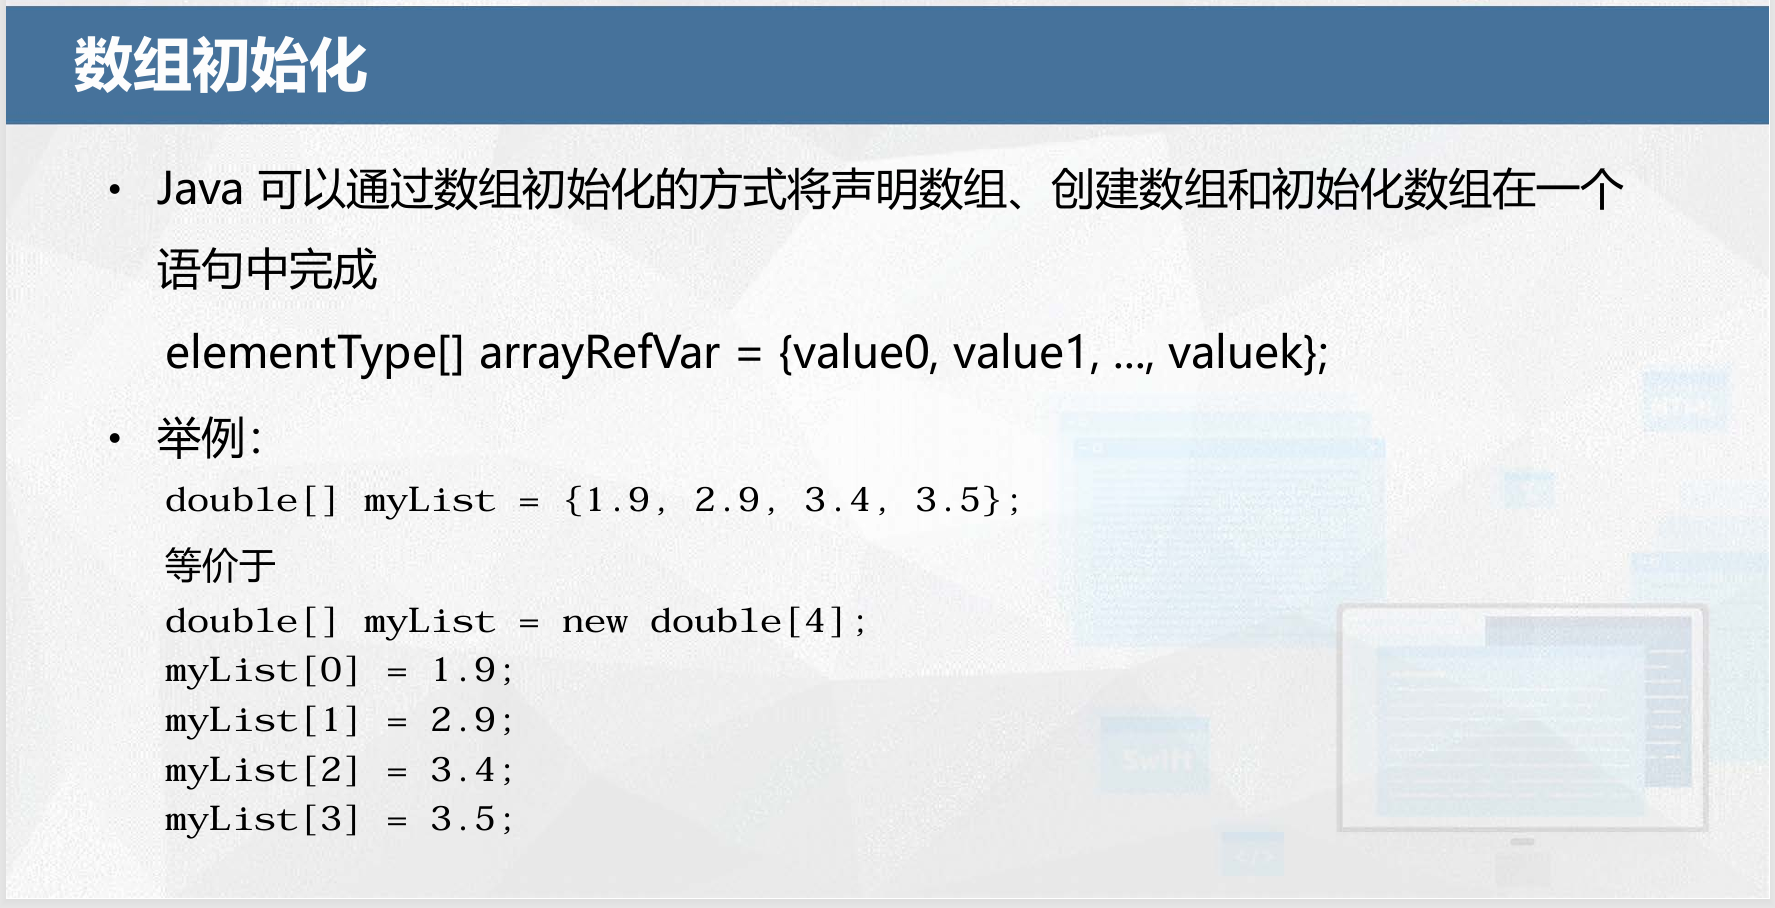 数组初始化
• Java 可以通过数组初始化的方式将声明数组、创建数组和初始化数组在一个
语句中完成
elementType[] arrayRefVar = {value0, value1, ..., valuek};
• 举例：
double[] myList = {1.9, 2.9, 3.4, 3.5};
等价于
double[] myList = new double[4];
myList[0] = 1.9;
myList[1] = 2.9;
myList[2] = 3.4;
myList[3] = 3.5;
HTML
Swift
</>